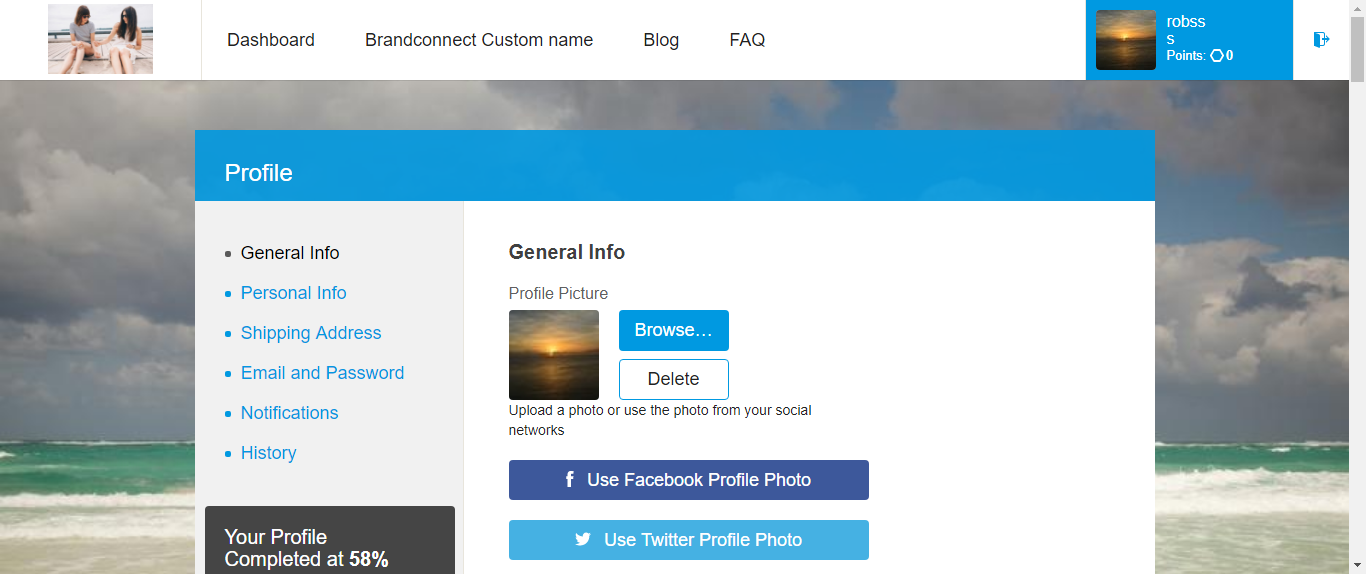 Dashboard
Brandconnect Custom name
Blog
FAQ
robss
s
Points: 0
Profile
General Info
Personal Info
Shipping Address
Email and Password
Notifications
History
Your Profile
Completed at 58%
General Info
Profile Picture
Browse…
Delete
Upload a photo or use the photo from your social
networks
Use Facebook Profile Photo
Use Twitter Profile Photo